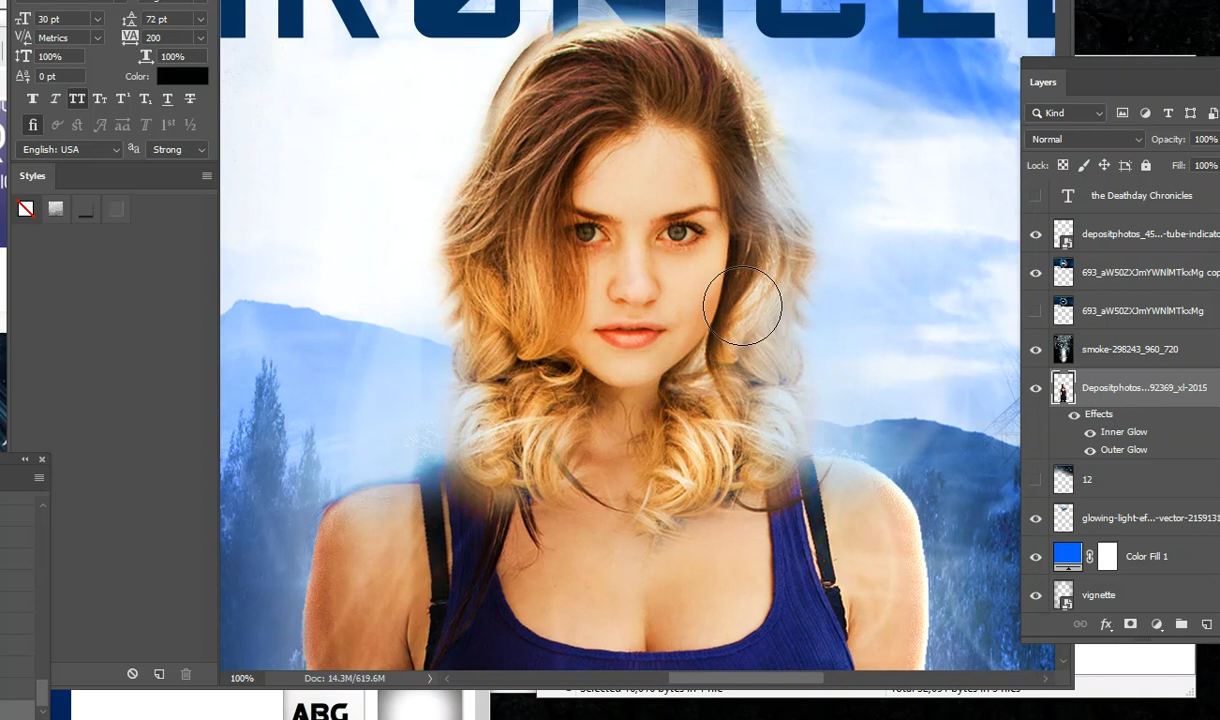 30 pt
72 pt
Metrics
200
100%
100%
0 pt
Color:
English: USA
Strong
Styles
Layers
Kind
Normal
Opacity: 100%
Lock:
Fill: 100%
the Deathday Chronicles
depositphotos_45...-tube-indicato
693_aW50ZXJmYWNlMTkxMg cop
693_aW50ZXJmYWNlMTkxMg
smoke-298243_960_720
Depositphotos...92369_xl-2015
Effects
Inner Glow
Outer Glow
12
glowing-light-ef...-vector-2159131
Color Fill 1
vignette
100%
Doc: 14.3M/619.6M
ABG